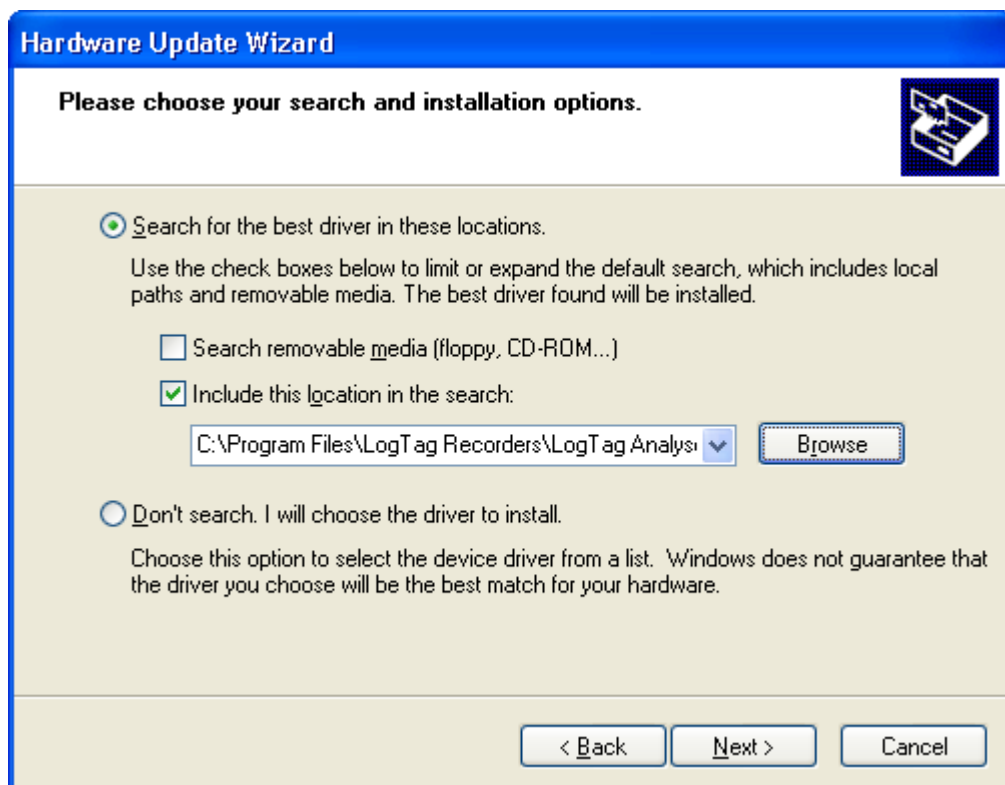 Hardware Update Wizard
Please choose your search and installation options.
Search for the best driver in these locations.
Use the check boxes below to limit or expand the default search, which includes local
paths and removable media. The best driver found will be installed.
Search removable media (floppy, CD-ROM...)
Include this location in the search:
C:\Program Files\LogTag Recorders\LogTag Analys
Browse
Don't search. I will choose the driver to install.
Choose this option to select the device driver from a list.  Windows does not guarantee that
the driver you choose will be the best match for your hardware.
< Back
Next >
Cancel